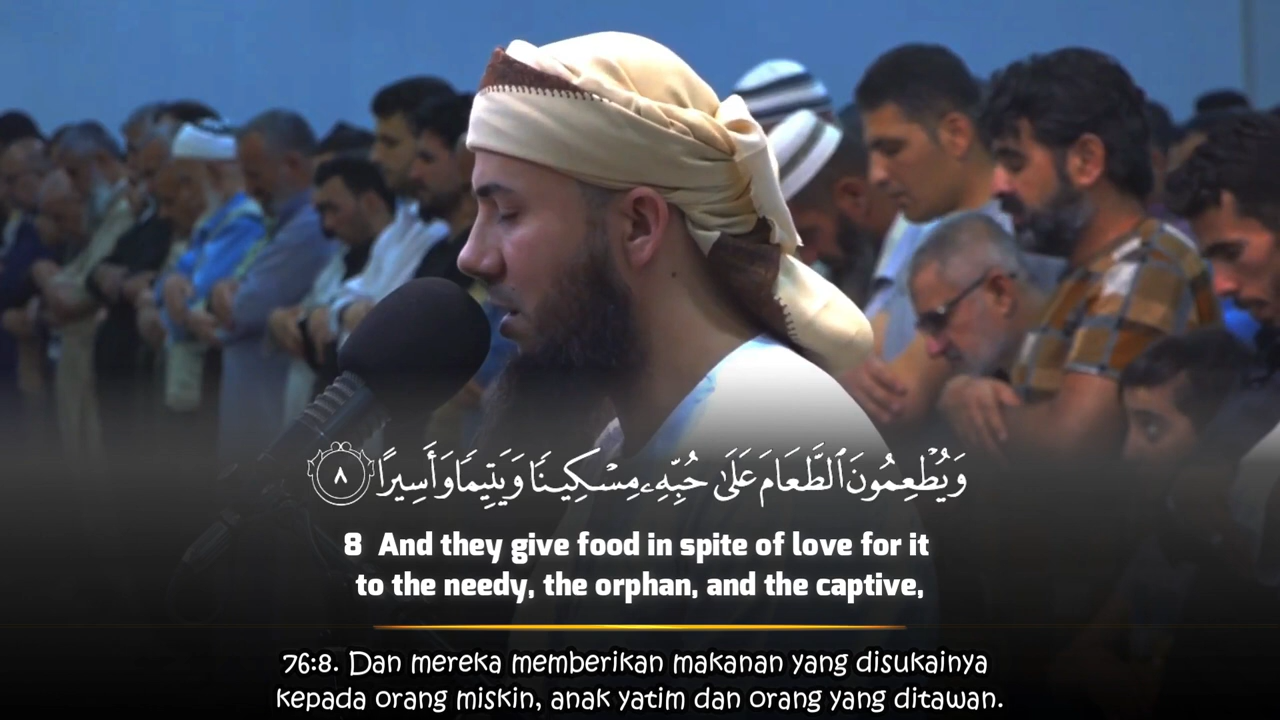 وَيُطْعِمُونَ ٱلطَّعَامَ عَلَىٰ حُبِّهِۦ مِسْكِينًا وَيَتِيمًا وَأَسِيرًا ٨
8 And they give food in spite of love for it
to the needy, the orphan, and the captive,
76:8. Dan mereka memberikan makanan yang disukainya
kepada orang miskin, anak yatim dan orang yang ditawan.